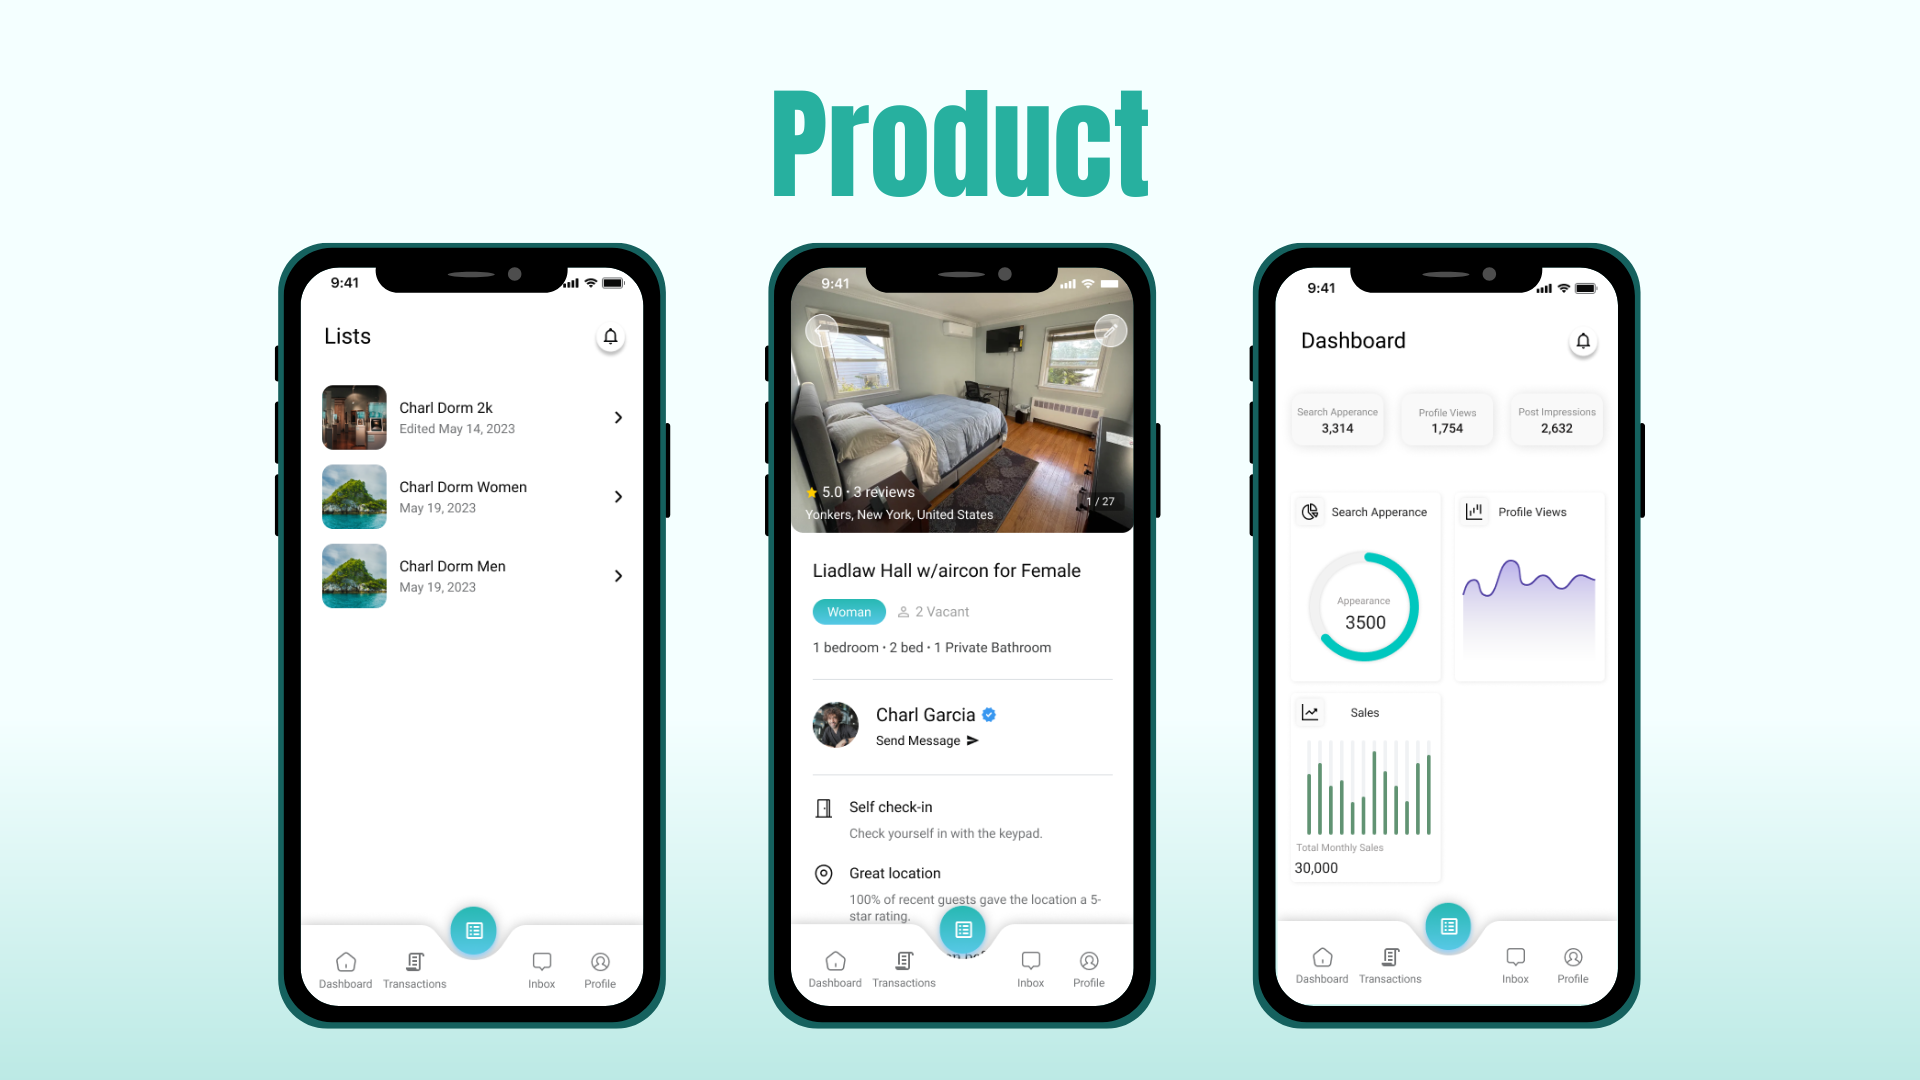 Product
9:41
Lists
Charl Dorm 2k
Edited May 14, 2023
Charl Dorm Women
May 19, 2023
Charl Dorm Men
May 19, 2023
Dashboard
Transactions
Inbox
Profile
9:41
5.0 · 3 reviews
1 / 27
Yonkers, New York, United States
Liadlaw Hall w/aircon for Female
Woman
2 Vacant
1 bedroom · 2 bed · 1 Private Bathroom
Charl Garcia
Send Message
Self check-in
Check yourself in with the keypad.
Great location
100% of recent guests gave the location a 5-
star rating.
Dashboard
Transactions
Inbox
Profile
9:41
Dashboard
Search Apperance
3,314
Profile Views
1,754
Post Impressions
2,632
Search Apperance
Appearance
3500
Profile Views
Sales
Total Monthly Sales
30,000
Dashboard
Transactions
Inbox
Profile